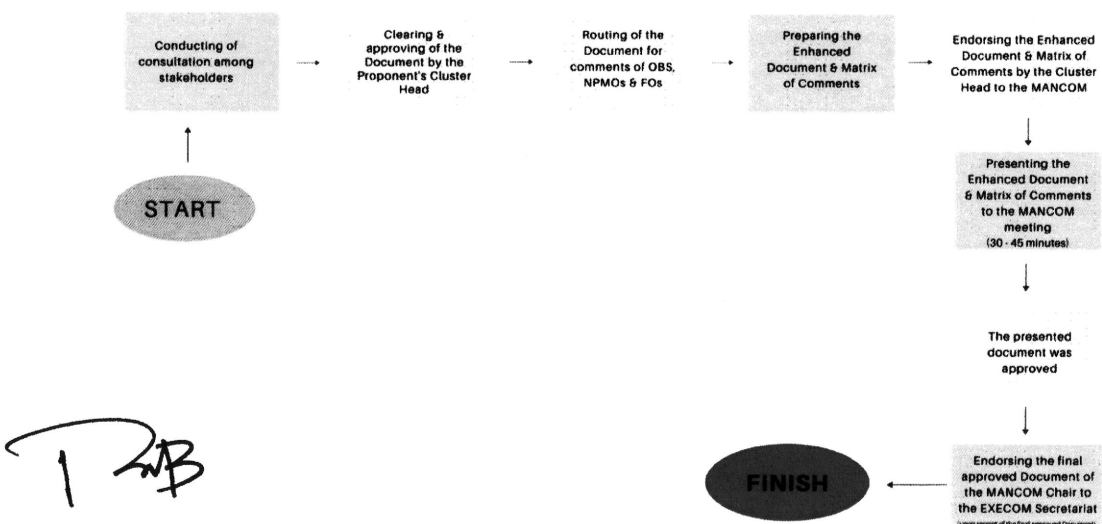 Conducting of
consultation among
stakeholders
Clearing &
approving of the
Document by the
Proponent's Cluster
Head
Routing of the
Document for
comments of OBS,
NPMOs & FOs
Preparing the
Enhanced
Document & Matrix
of Comments
Endorsing the Enhanced
Document & Matrix of
Comments by the Cluster
Head to the MANCOM
START
Presenting the
Enhanced Document
& Matrix of Comments
to the MANCOM
meeting
(30 - 45 minutes)
The presented
document was
approved
Endorsing the final
approved Document of
the MANCOM Chair to
the EXECOM Secretariat
FINISH